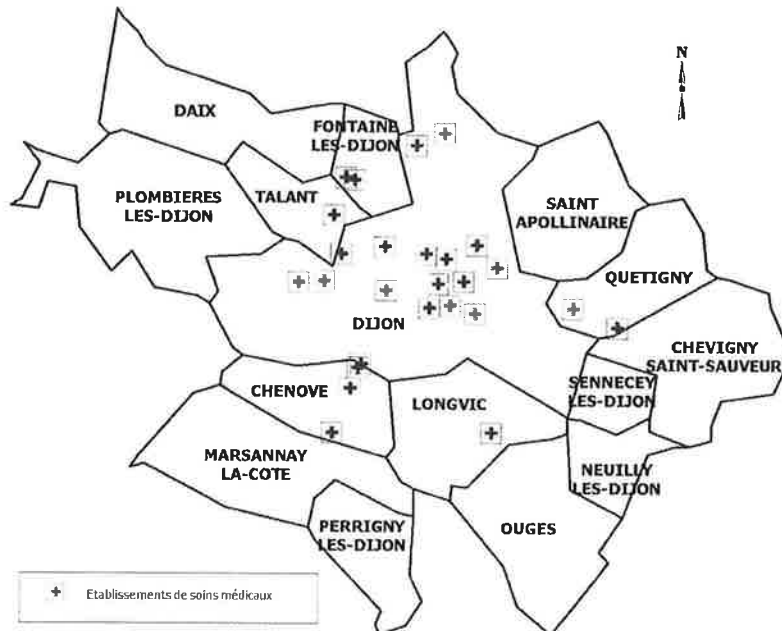 N
DAIX
FONTAINE
LES-DIJON
PLOMBIERES
LES-DIJON
TALANT
SAINT
APOLLINAIRE
QUETIGNY
DIJON
CHEVIGNY
SAINT-SAUVEUR
CHENOVE
SENNECEY
LES-DIJON
LONGVIC
MARSANNAY
LA-COTE
NEUILLY
LES-DIJON
PERRIGNY
LES-DIJON
OUGES
Etablissements de soins médicaux